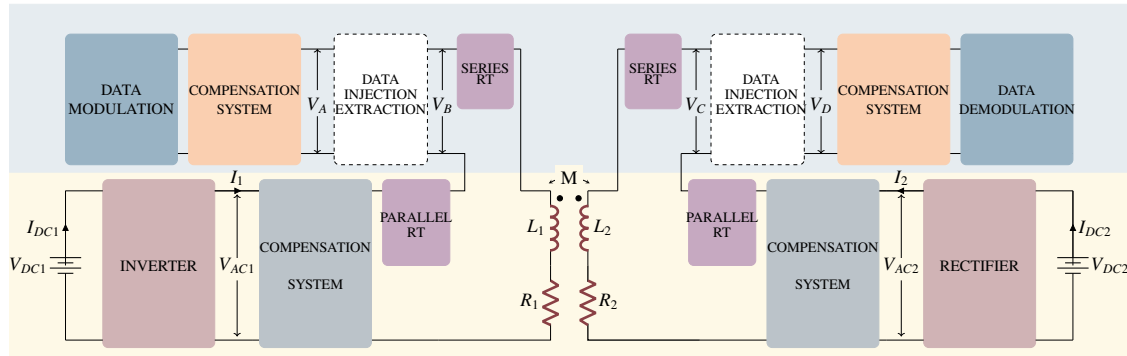 DATA
MODULATION
COMPENSATION
SYSTEM
V_A
DATA
INJECTION
EXTRACTION
V_B
SERIES
RT
SERIES
RT
V_C
DATA
INJECTION
EXTRACTION
V_D
COMPENSATION
SYSTEM
DATA
DEMODULATION
I_DC1
V_DC1
INVERTER
I_1
V_AC1
COMPENSATION
SYSTEM
PARALLEL
RT
M
L_1
L_2
R_1
R_2
PARALLEL
RT
COMPENSATION
SYSTEM
I_2
V_AC2
RECTIFIER
I_DC2
V_DC2